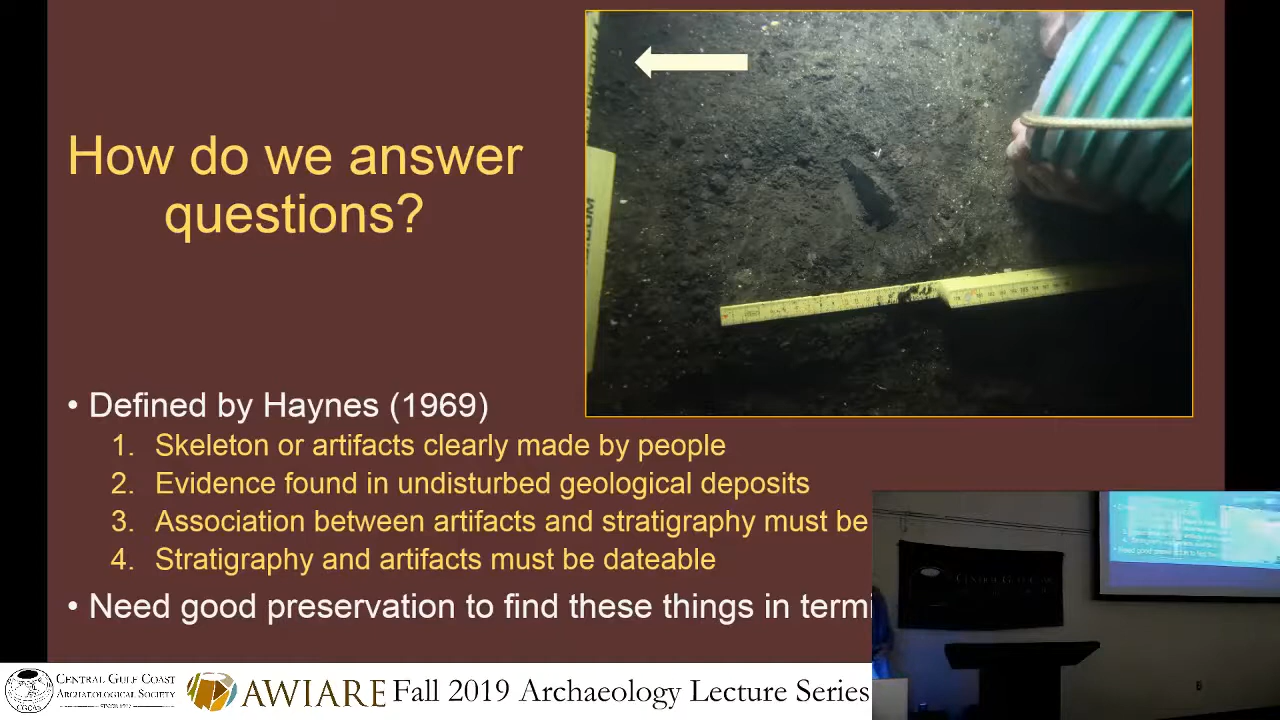 How do we answer
questions?
• Defined by Haynes (1969)
1. Skeleton or artifacts clearly made by people
2. Evidence found in undisturbed geological deposits
3. Association between artifacts and stratigraphy must be
4. Stratigraphy and artifacts must be dateable
• Need good preservation to find these things in termi
CENTRAL GULF COAST
ARCHAEOLOGICAL SOCIETY
AWIARE Fall 2019 Archaeology Lecture Series